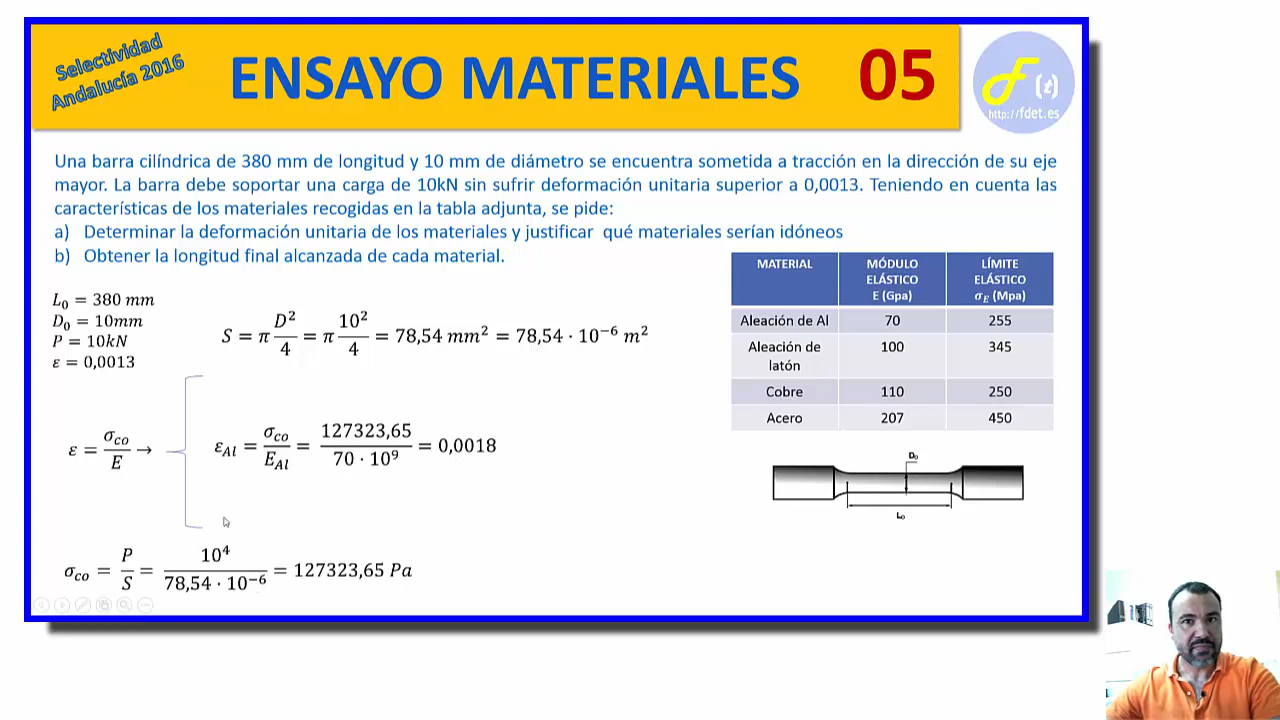 Selectividad
Andalucía 2016
ENSAYO MATERIALES 05
F (t)
http://fdet.es
Una barra cilíndrica de 380 mm de longitud y 10 mm de diámetro se encuentra sometida a tracción en la dirección de su eje
mayor. La barra debe soportar una carga de 10kN sin sufrir deformación unitaria superior a 0,0013. Teniendo en cuenta las
características de los materiales recogidas en la tabla adjunta, se pide:
a) Determinar la deformación unitaria de los materiales y justificar qué materiales serían idóneos
b) Obtener la longitud final alcanzada de cada material.
L₀ = 380 mm
D₀ = 10mm
P = 10kN
ε = 0,0013
S = π D²/4 = π 10²/4 = 78,54 mm² = 78,54 · 10⁻⁶ m²
ε = σco/E →
εAl = σco/EAl = 127323,65/70 · 10⁹ = 0,0018
σco = P/S = 10⁴/78,54 · 10⁻⁶ = 127323,65 Pa
MATERIAL MÓDULO ELÁSTICO E (Gpa) LÍMITE ELÁSTICO σE (Mpa)
Aleación de Al 70 255
Aleación de latón 100 345
Cobre 110 250
Acero 207 450
D₀
L₀